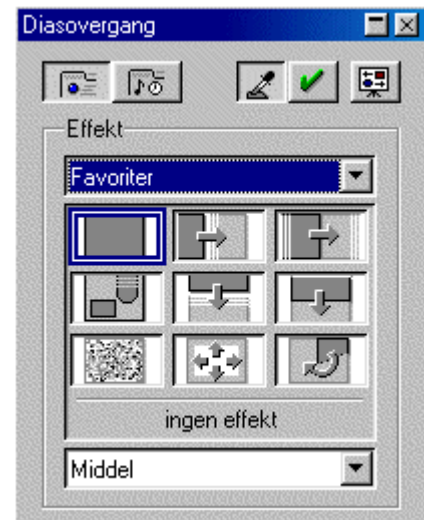 Diasovergang
Effekt
Favoriter
ingen effekt
Middel